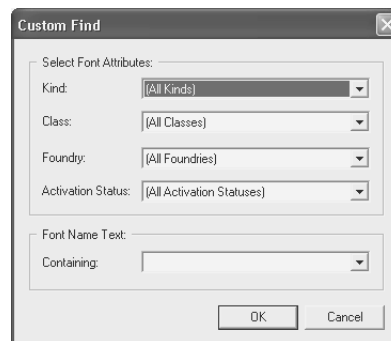 Custom Find
Select Font Attributes:
Kind: (All Kinds)
Class: (All Classes)
Foundry: (All Foundries)
Activation Status: (All Activation Statuses)
Font Name Text:
Containing:
OK Cancel